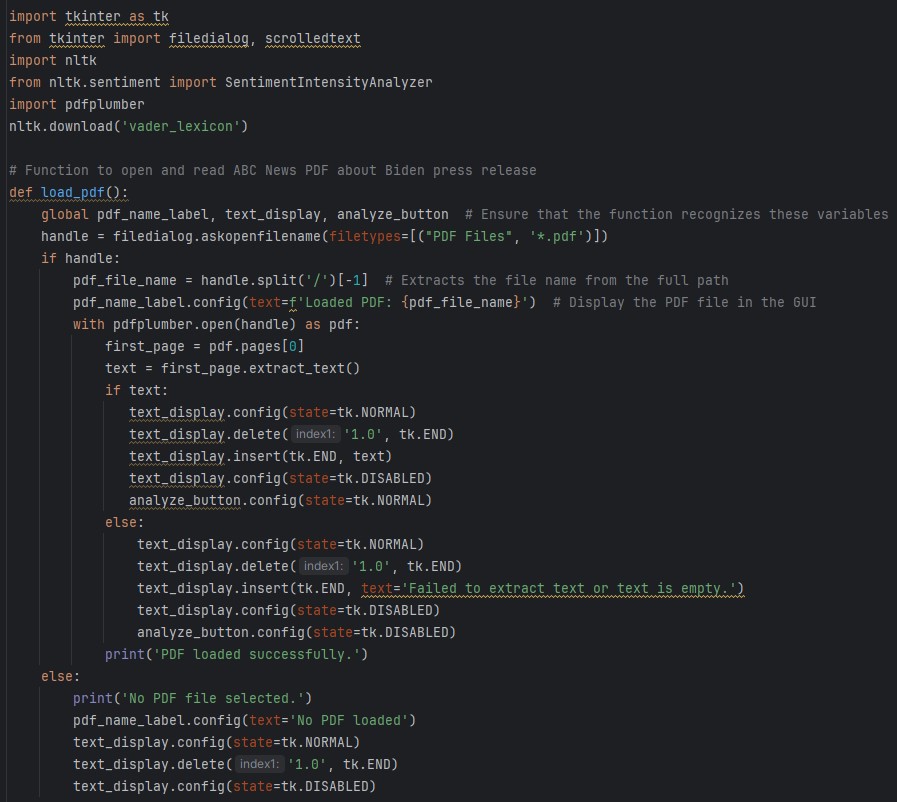 import tkinter as tk
from tkinter import filedialog, scrolledtext
import nltk
from nltk.sentiment import SentimentIntensityAnalyzer
import pdfplumber
nltk.download('vader_lexicon')

# Function to open and read ABC News PDF about Biden press release
def load_pdf():
    global pdf_name_label, text_display, analyze_button  # Ensure that the function recognizes these variables
    handle = filedialog.askopenfilename(filetypes=[("PDF Files", '*.pdf')])
    if handle:
        pdf_file_name = handle.split('/')[-1]  # Extracts the file name from the full path
        pdf_name_label.config(text=f'Loaded PDF: {pdf_file_name}')  # Display the PDF file in the GUI
        with pdfplumber.open(handle) as pdf:
            first_page = pdf.pages[0]
            text = first_page.extract_text()
            if text:
               text_display.config(state=tk.NORMAL)
               text_display.delete( index1: '1.0', tk.END)
               text_display.insert(tk.END, text)
               text_display.config(state=tk.DISABLED)
               analyze_button.config(state=tk.NORMAL)
            else:
                text_display.config(state=tk.NORMAL)
                text_display.delete( index1: '1.0', tk.END)
                text_display.insert(tk.END, text='Failed to extract text or text is empty.')
                text_display.config(state=tk.DISABLED)
                analyze_button.config(state=tk.DISABLED)
            print('PDF loaded successfully.')
    else:
        print('No PDF file selected.')
        pdf_name_label.config(text='No PDF loaded')
        text_display.config(state=tk.NORMAL)
        text_display.delete( index1: '1.0', tk.END)
        text_display.config(state=tk.DISABLED)